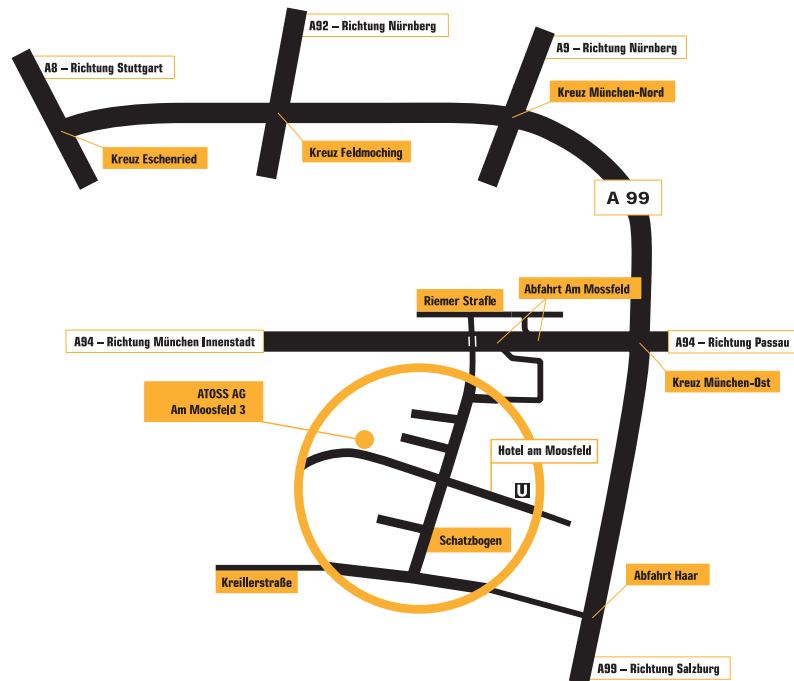 A92 – Richtung Nürnberg
A9 – Richtung Nürnberg
A8 – Richtung Stuttgart
Kreuz München-Nord
Kreuz Feldmoching
Kreuz Eschenried
A 99
Abfahrt Am Mossfeld
Riemer Strafle
A94 – Richtung München Innenstadt
A94 – Richtung Passau
Kreuz München-Ost
ATOSS AG
Am Moosfeld 3
Hotel am Moosfeld
U
Schatzbogen
Abfahrt Haar
Kreillerstraße
A99 – Richtung Salzburg